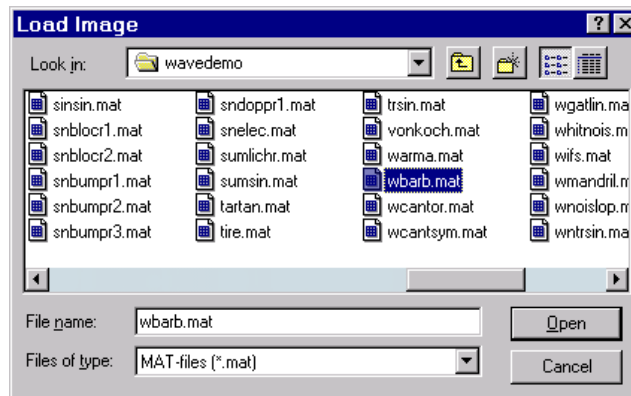 Load Image
Look in: wavedemo
sinsin.mat sndoppr1.mat trsin.mat wgatlin.ma
snblocr1.mat snelec.mat vonkoch.mat whitnois.m
snblocr2.mat sumlichr.mat warma.mat wifs.mat
snbumpr1.mat sumsin.mat wbarb.mat wmandril.m
snbumpr2.mat tartan.mat wcantor.mat wnoislop.m
snbumpr3.mat tire.mat wcantsym.mat wntrsin.mat
File name: wbarb.mat Open
Files of type: MAT-files (*.mat) Cancel